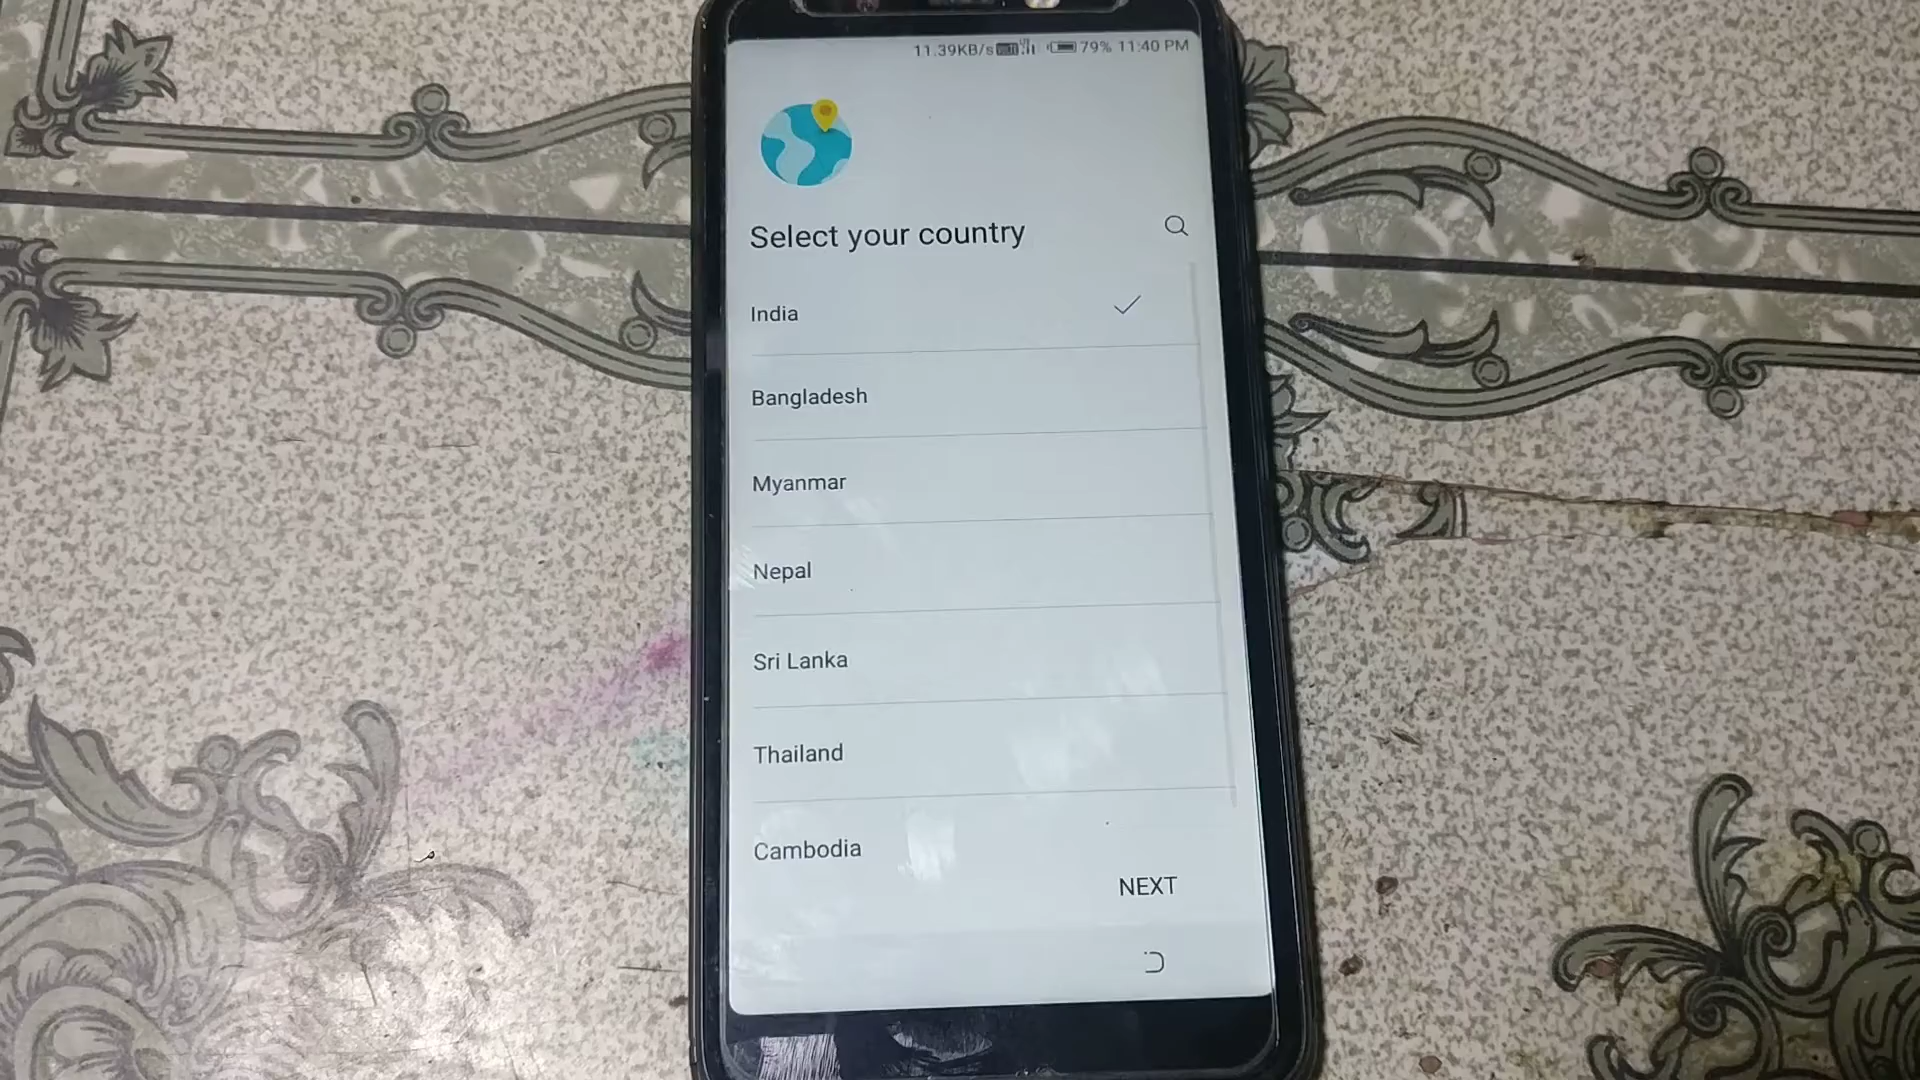 11.39KB/s 79% 11:40 PM
Select your country
India
Bangladesh
Myanmar
Nepal
Sri Lanka
Thailand
Cambodia
NEXT